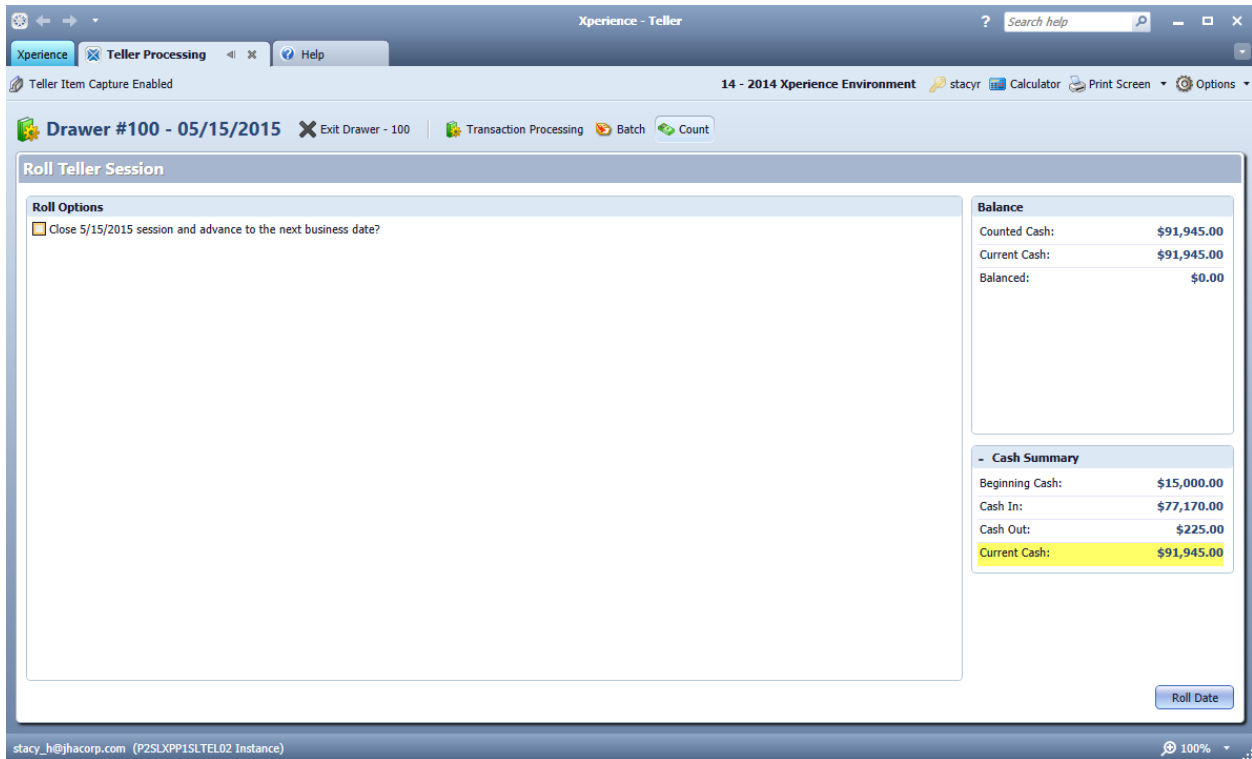 Xperience - Teller
? Search help
Xperience
Teller Processing
Help
Teller Item Capture Enabled
14 - 2014 Xperience Environment stacyr Calculator Print Screen Options
Drawer #100 - 05/15/2015 Exit Drawer - 100 Transaction Processing Batch Count
Roll Teller Session
Roll Options
Close 5/15/2015 session and advance to the next business date?
Balance
Counted Cash: $91,945.00
Current Cash: $91,945.00
Balanced: $0.00
- Cash Summary
Beginning Cash: $15,000.00
Cash In: $77,170.00
Cash Out: $225.00
Current Cash: $91,945.00
Roll Date
stacy_h@jhacorp.com (P2SLXPP1SLTEL02 Instance)
100%